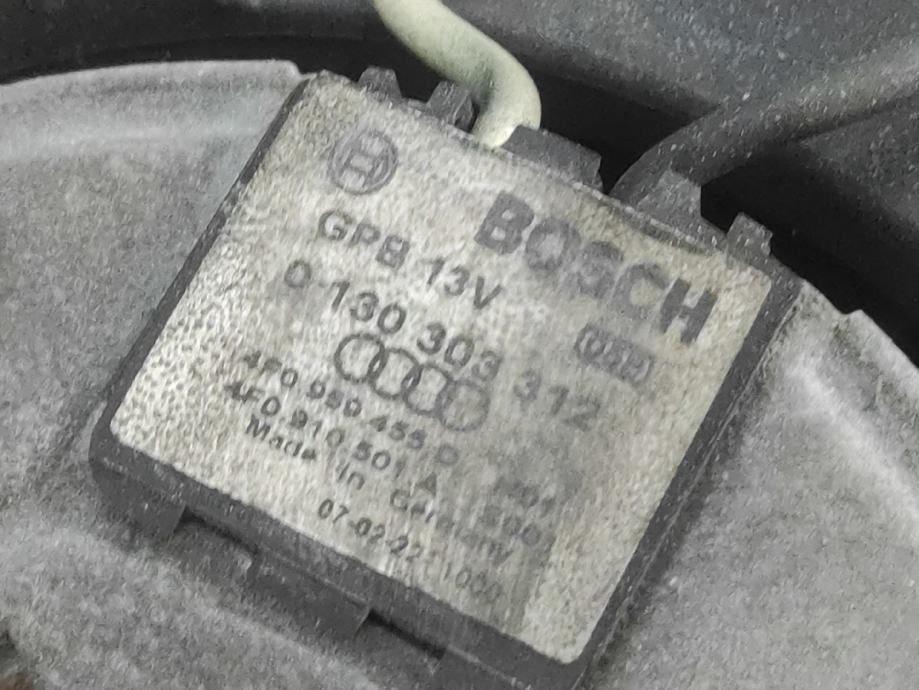 BOSCH
GPB 13V
0 130 303 312
4F0 959 455
4F0 910 501 A
Made in Germany
07-02-22